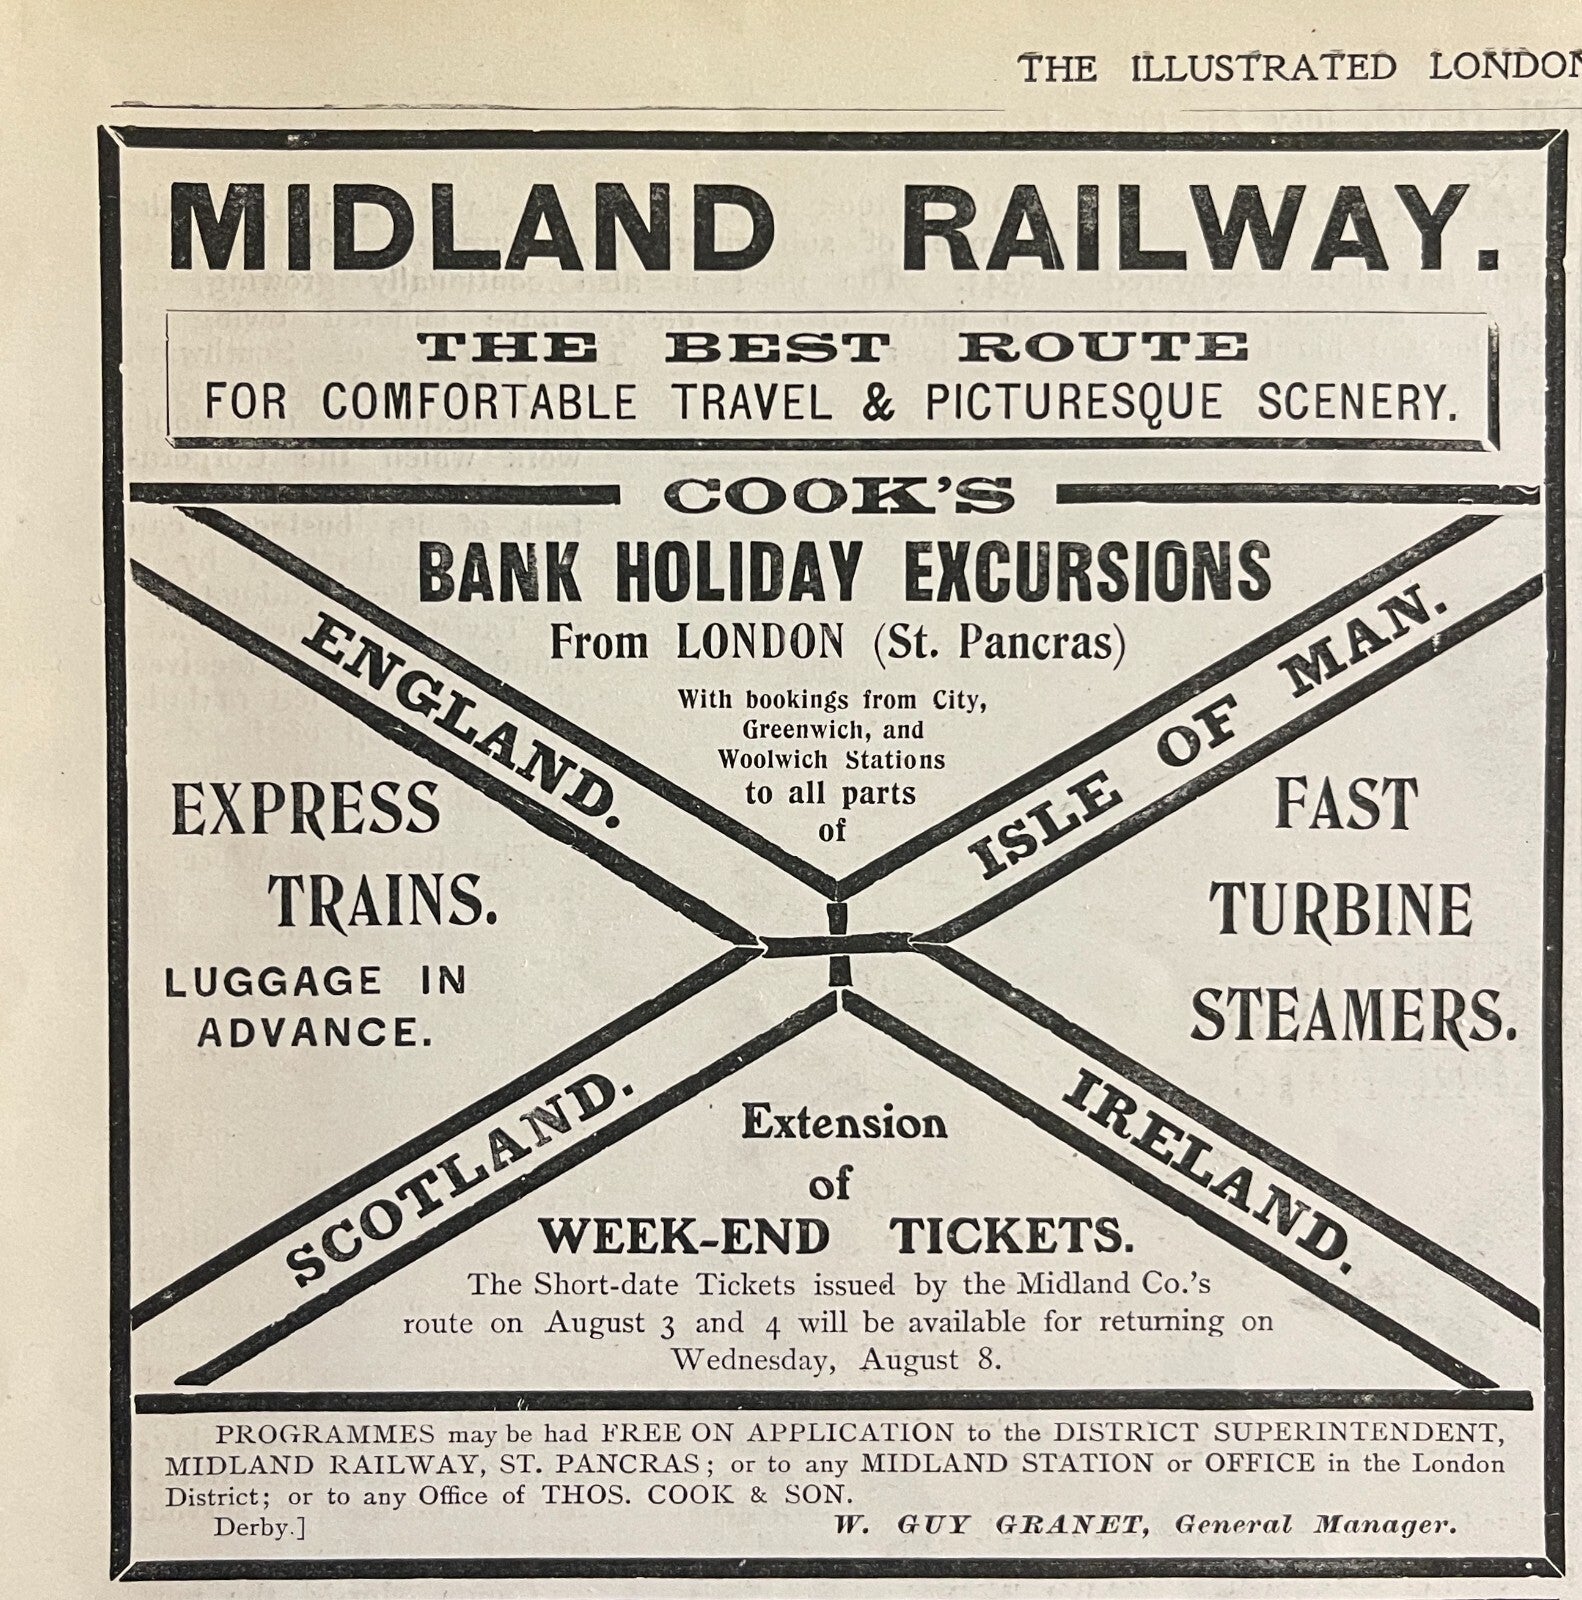 THE ILLUSTRATED LONDON
MIDLAND RAILWAY.
THE BEST ROUTE
FOR COMFORTABLE TRAVEL & PICTURESQUE SCENERY.
COOK'S
BANK HOLIDAY EXCURSIONS
From LONDON (St. Pancras)
With bookings from City,
Greenwich, and
Woolwich Stations
to all parts
of
ENGLAND.
ISLE OF MAN.
EXPRESS
TRAINS.
LUGGAGE IN
ADVANCE.
FAST
TURBINE
STEAMERS.
SCOTLAND.
IRELAND.
Extension
of
WEEK-END TICKETS.
The Short-date Tickets issued by the Midland Co.'s
route on August 3 and 4 will be available for returning on
Wednesday, August 8.
PROGRAMMES may be had FREE ON APPLICATION to the DISTRICT SUPERINTENDENT,
MIDLAND RAILWAY, ST. PANCRAS; or to any MIDLAND STATION or OFFICE in the London
District; or to any Office of THOS. COOK & SON.
Derby.] W. GUY GRANET, General Manager.